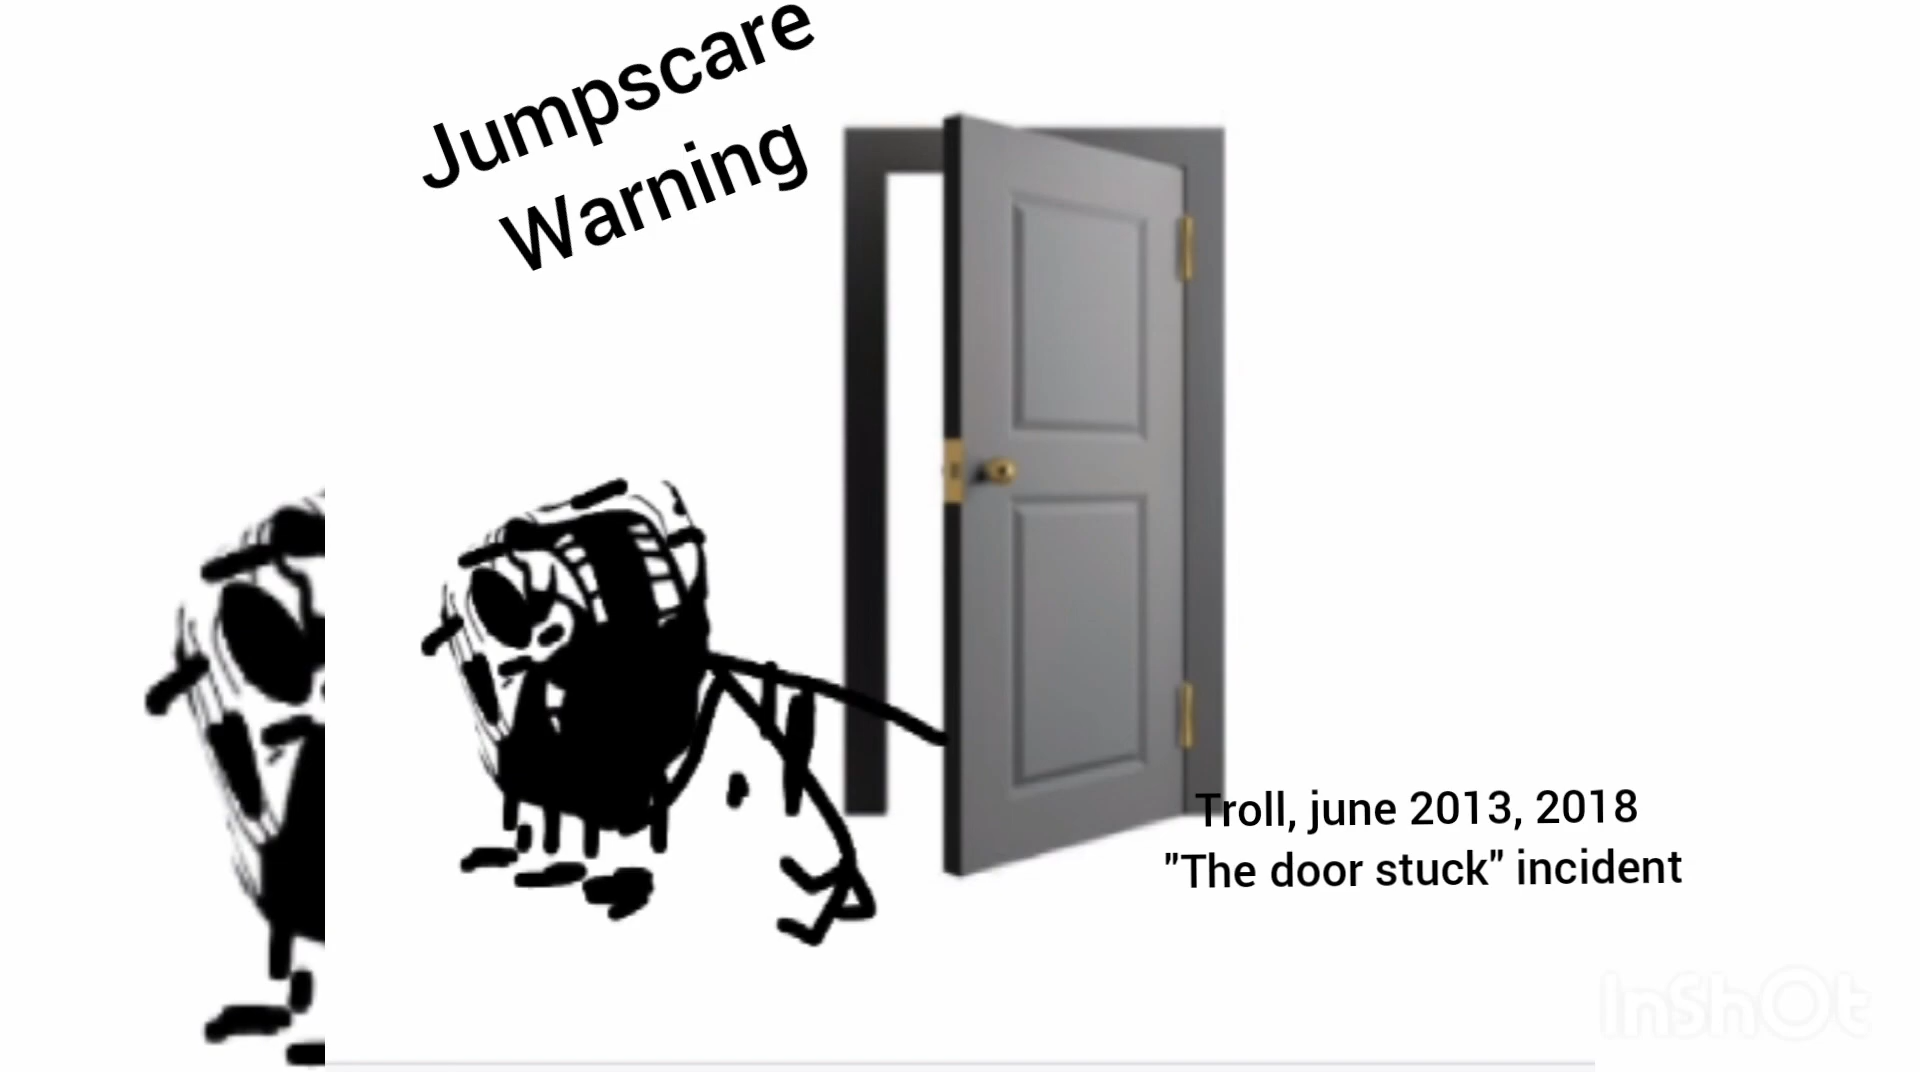 Jumpscare
Warning
Troll, june 2013, 2018
"The door stuck" incident
InShOt